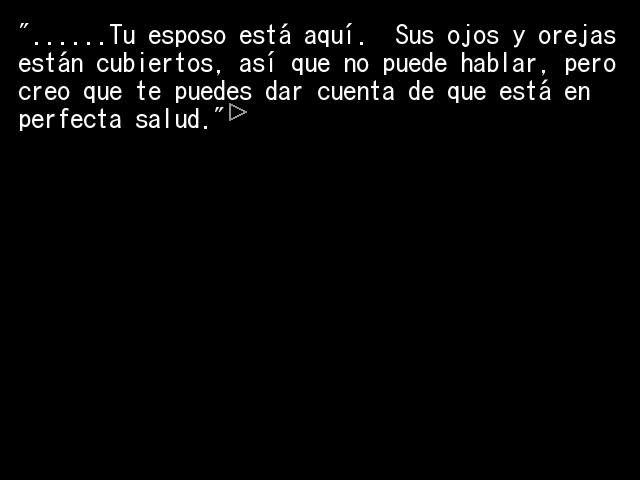 "......Tu esposo está aquí.  Sus ojos y orejas
están cubiertos, así que no puede hablar, pero
creo que te puedes dar cuenta de que está en
perfecta salud."